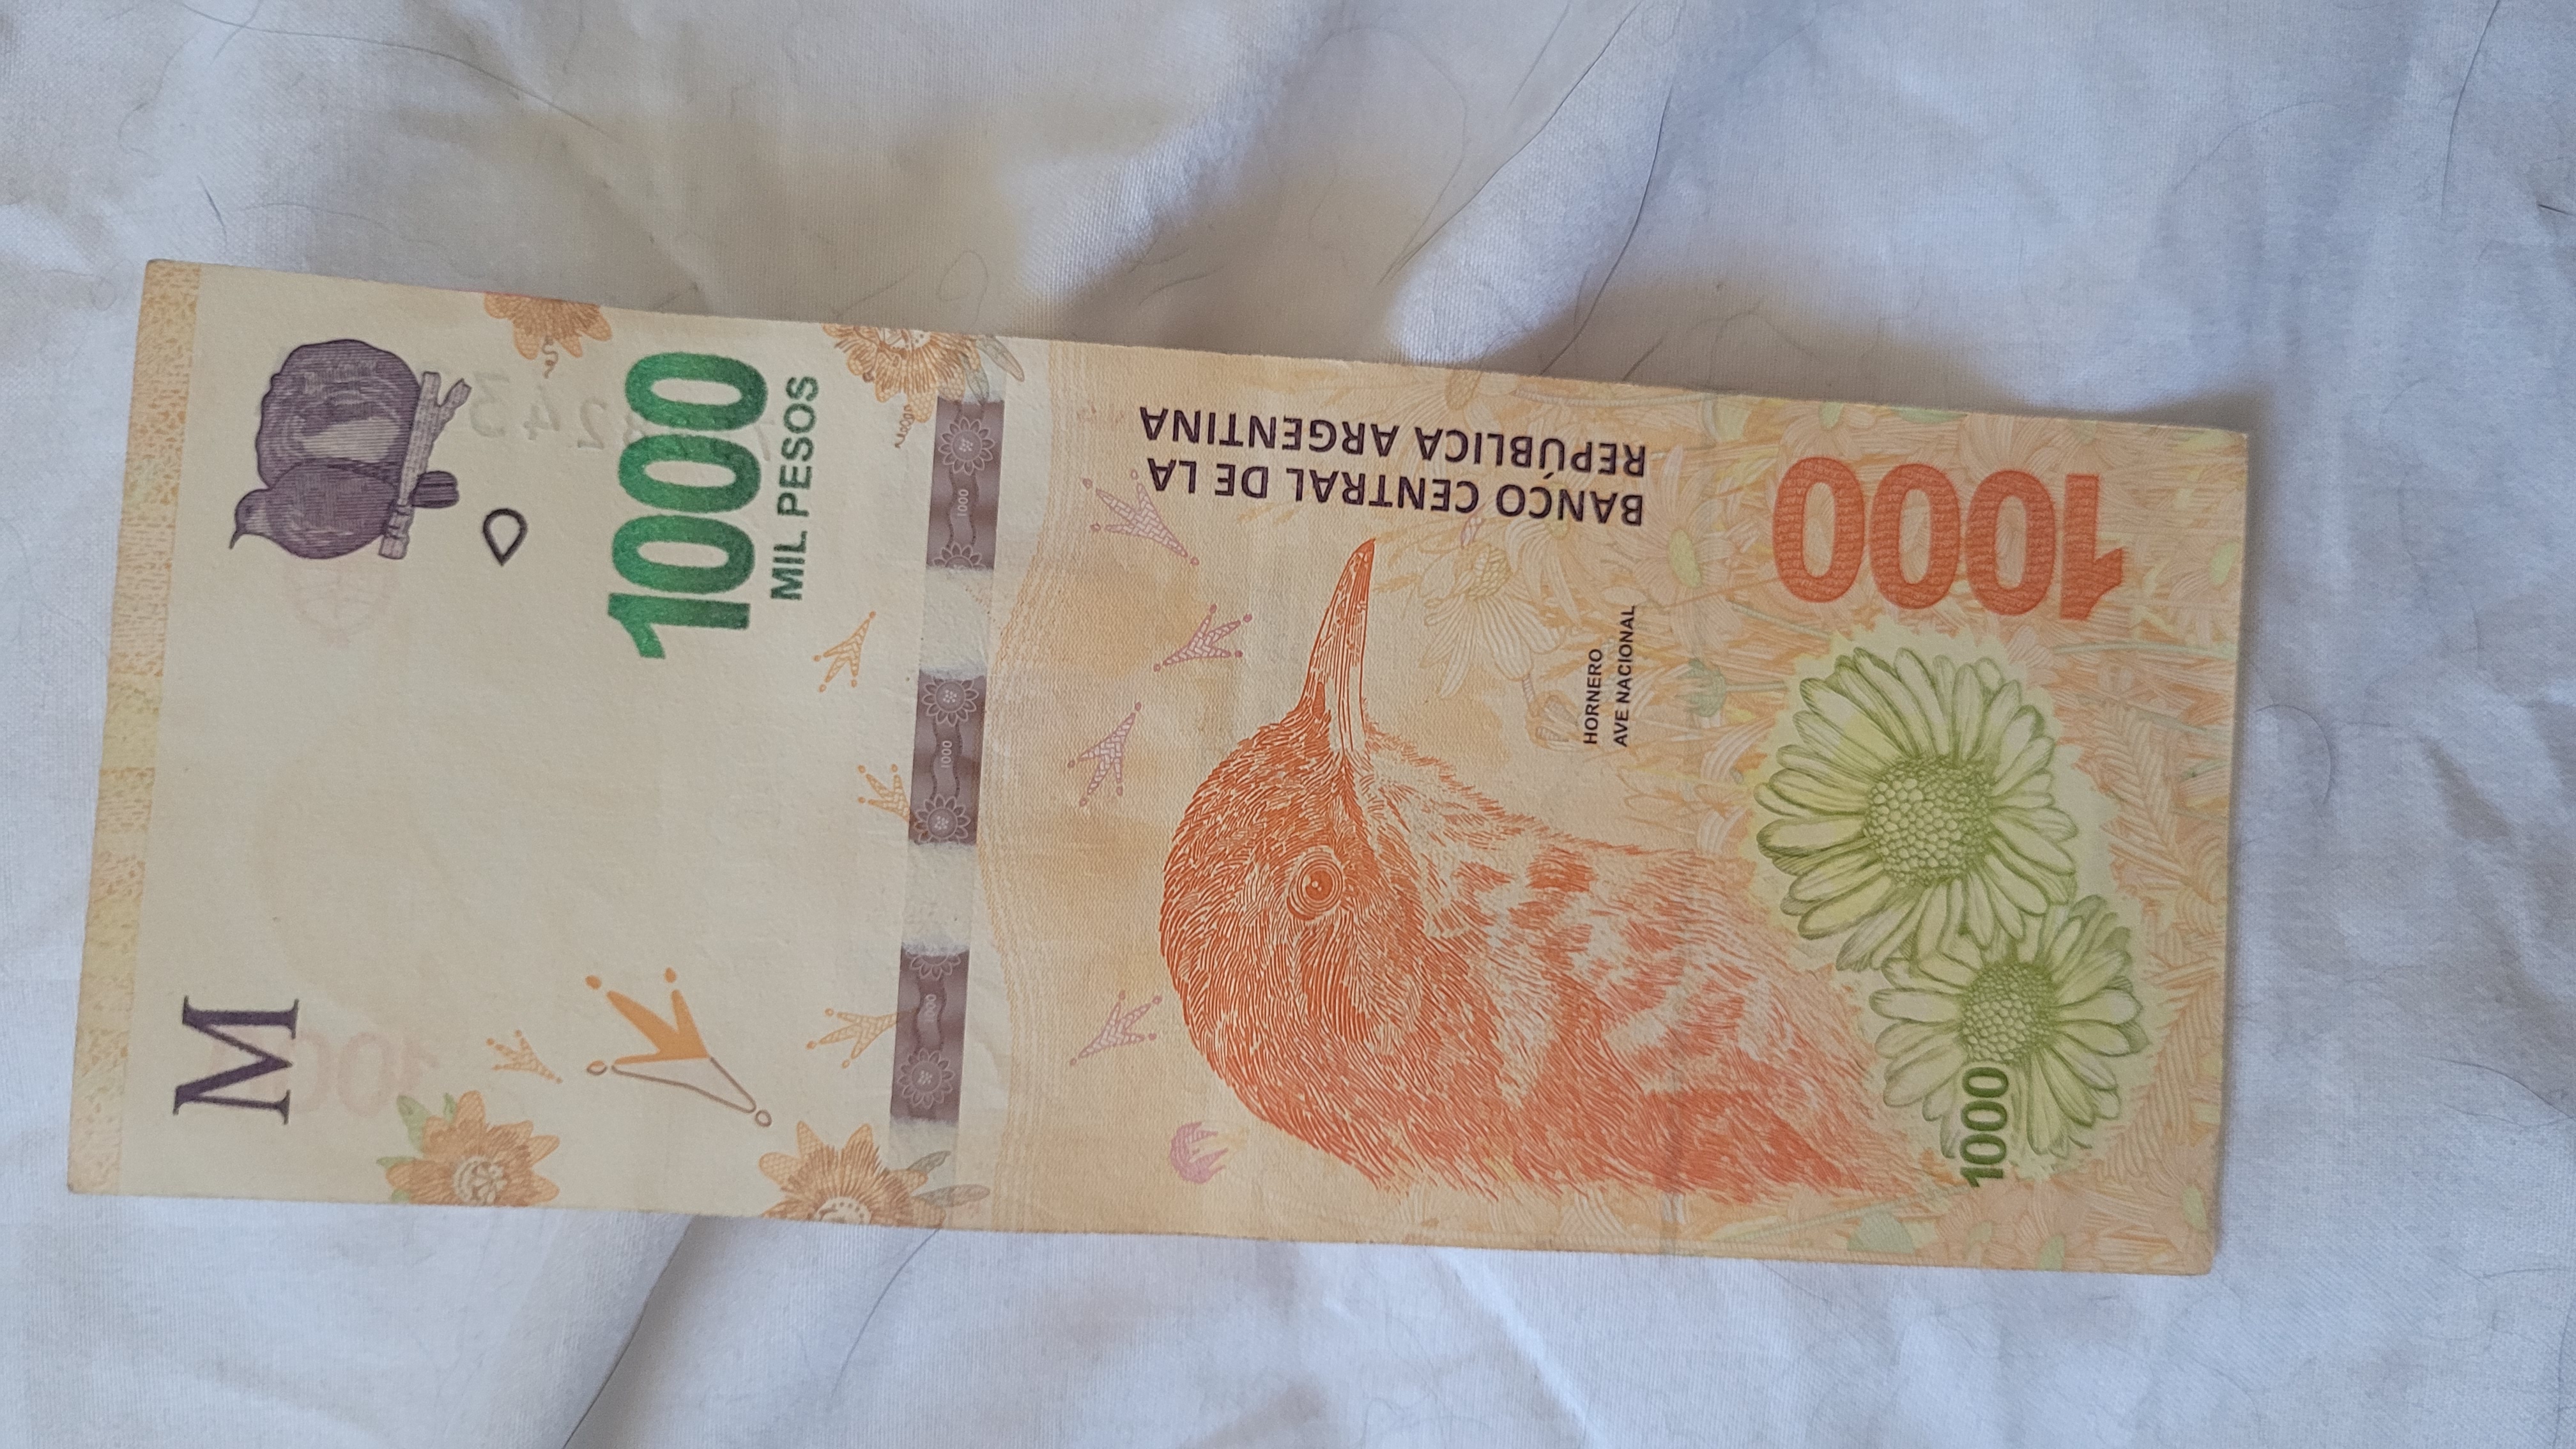 M
1000
MIL PESOS
1000
1000
1000
BANCO CENTRAL DE LA
REPÚBLICA ARGENTINA
HORNERO
AVE NACIONAL
1000
1000